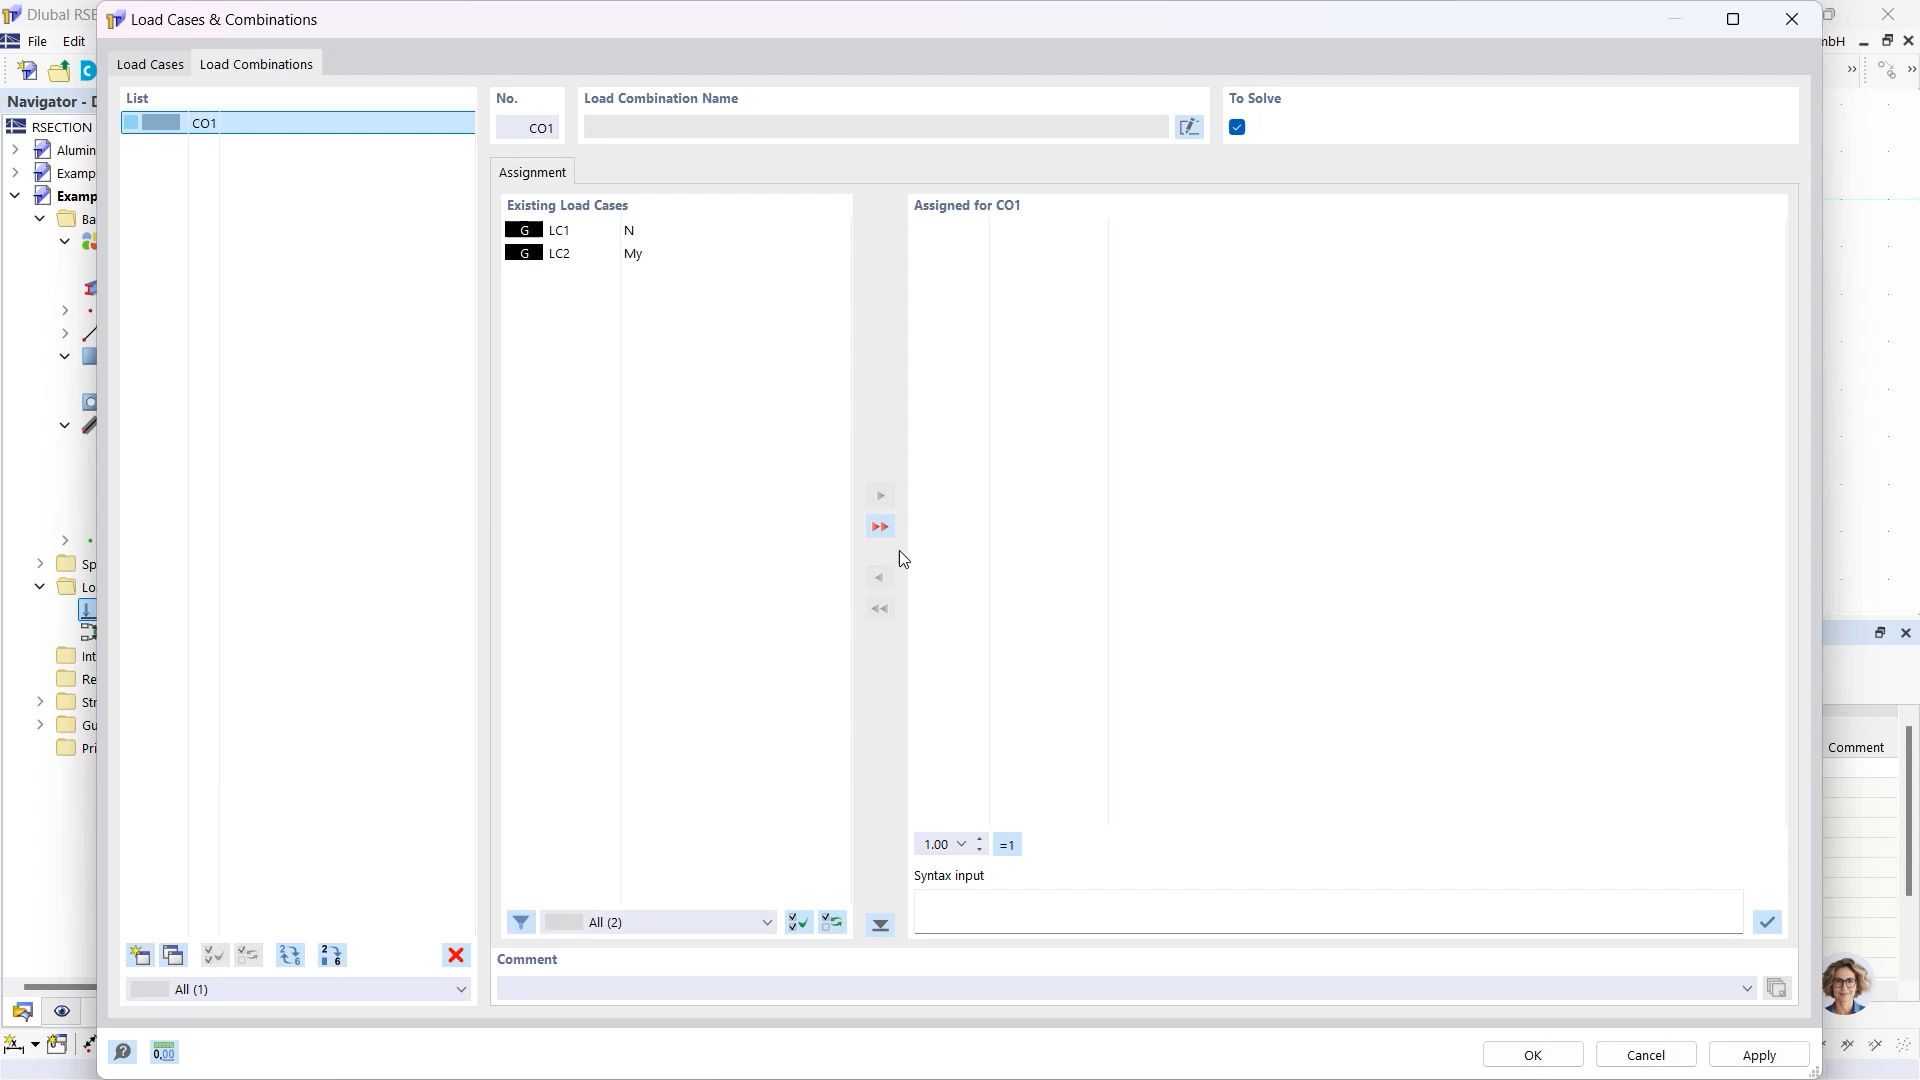 Dlubal RSE
Load Cases & Combinations
File Edit
Load Cases Load Combinations
Navigator - D
List
CO1
No.
CO1
Load Combination Name
To Solve
RSECTION
Alumin
Examp
Examp
Ba
Assignment
Existing Load Cases
G LC1 N
G LC2 My
Assigned for CO1
Sp
Lo
Int
Re
Str
Gu
Pri
1.00 =1
Syntax input
All (2)
Comment
All (1)
OK Cancel Apply
mbH
Comment
0,00